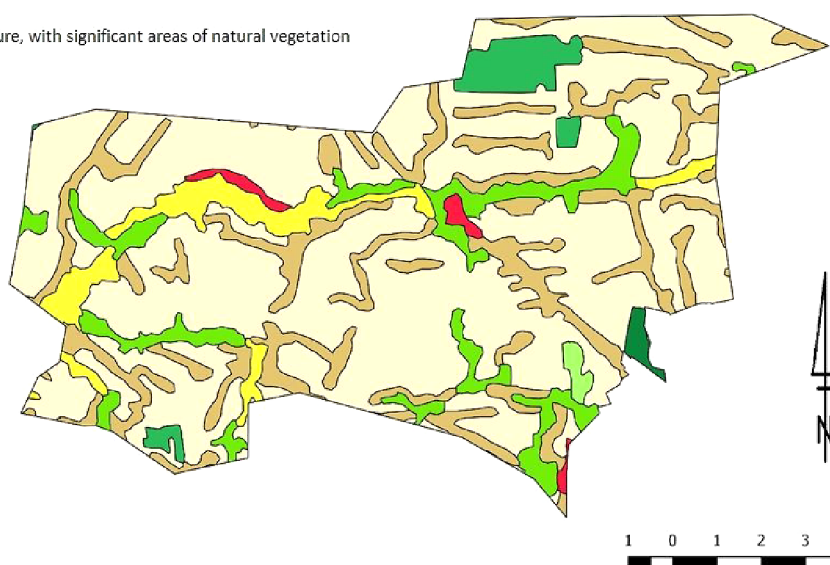 ure, with significant areas of natural vegetation
N
1 0 1 2 3